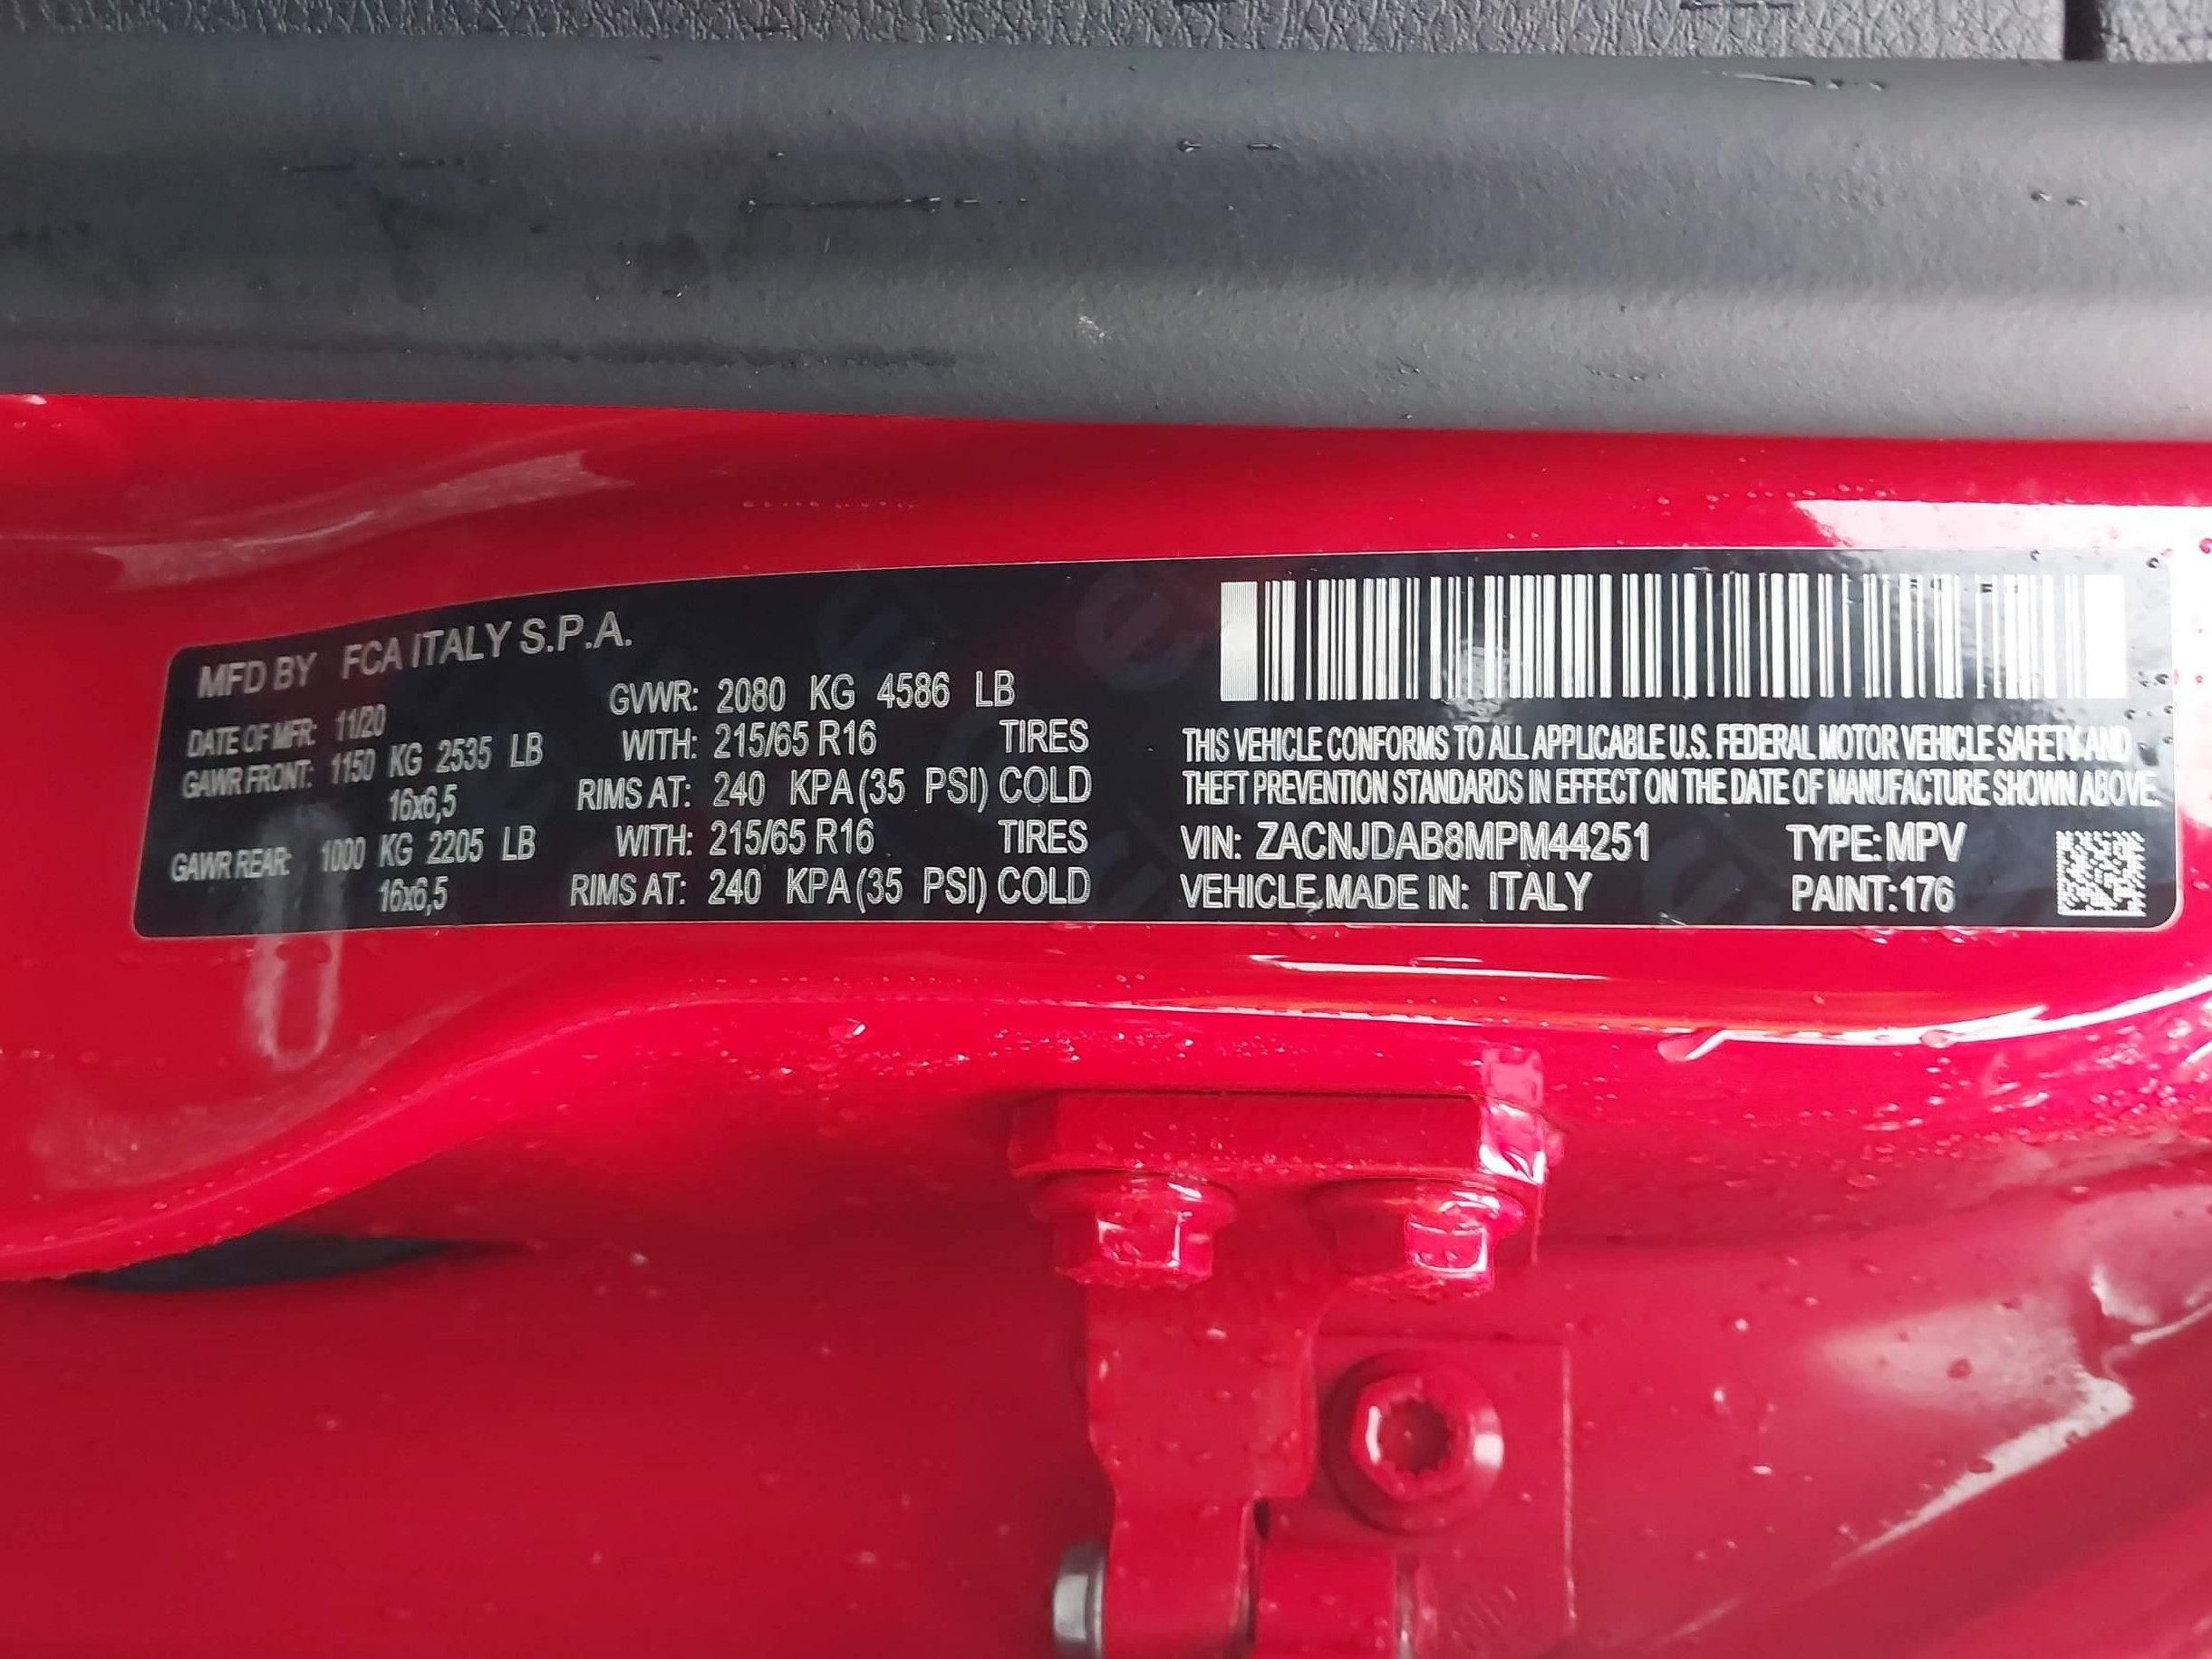 MFD BY FCA ITALY S.P.A.
DATE OF MFR: 11/20 GVWR: 2080 KG 4586 LB
GAWR FRONT: 1150 KG 2535 LB WITH: 215/65 R16 TIRES
16x6,5 RIMS AT: 240 KPA (35 PSI) COLD
GAWR REAR: 1000 KG 2205 LB WITH: 215/65 R16 TIRES
16x6,5 RIMS AT: 240 KPA (35 PSI) COLD
THIS VEHICLE CONFORMS TO ALL APPLICABLE U.S. FEDERAL MOTOR VEHICLE SAFETY AND
THEFT PREVENTION STANDARDS IN EFFECT ON THE DATE OF MANUFACTURE SHOWN ABOVE.
VIN: ZACNJDAB8MPM44251 TYPE: MPV
VEHICLE MADE IN: ITALY PAINT: 176